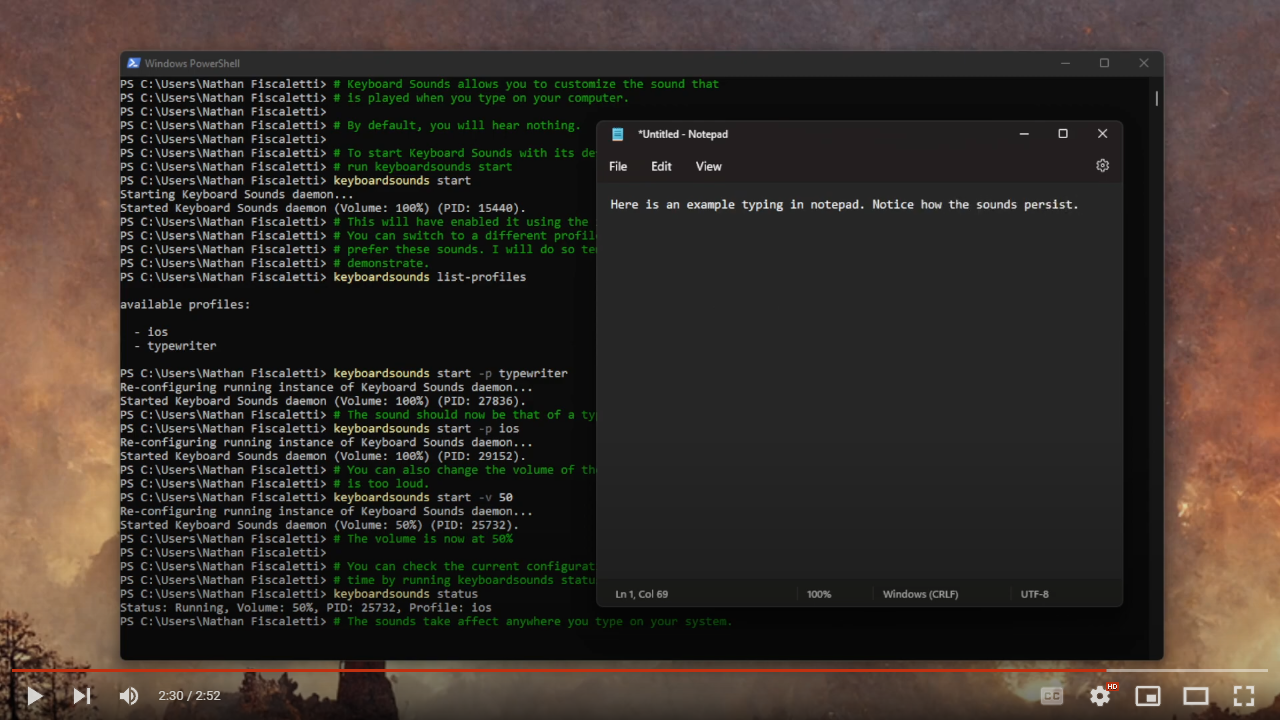 Windows PowerShell
PS C:\Users\Nathan Fiscaletti> # Keyboard Sounds allows you to customize the sound that
PS C:\Users\Nathan Fiscaletti> # is played when you type on your computer.
PS C:\Users\Nathan Fiscaletti>
PS C:\Users\Nathan Fiscaletti> # By default, you will hear nothing.
PS C:\Users\Nathan Fiscaletti>
PS C:\Users\Nathan Fiscaletti> # To start Keyboard Sounds with its
PS C:\Users\Nathan Fiscaletti> # run keyboardsounds start
PS C:\Users\Nathan Fiscaletti> keyboardsounds start
Starting Keyboard Sounds daemon...
Started Keyboard Sounds daemon (Volume: 100%) (PID: 15440).
PS C:\Users\Nathan Fiscaletti> # This will have enabled it using the
PS C:\Users\Nathan Fiscaletti> # You can switch to a different
PS C:\Users\Nathan Fiscaletti> # prefer these sounds. I will do so
PS C:\Users\Nathan Fiscaletti> # demonstrate.
PS C:\Users\Nathan Fiscaletti> keyboardsounds list-profiles
available profiles:
- ios
- typewriter
PS C:\Users\Nathan Fiscaletti> keyboardsounds start -p typewriter
Re-configuring running instance of Keyboard Sounds daemon...
Started Keyboard Sounds daemon (Volume: 100%) (PID: 27836).
PS C:\Users\Nathan Fiscaletti> # The sound should now be that of a
PS C:\Users\Nathan Fiscaletti> keyboardsounds start -p ios
Re-configuring running instance of Keyboard Sounds daemon...
Started Keyboard Sounds daemon (Volume: 100%) (PID: 29152).
PS C:\Users\Nathan Fiscaletti> # You can also change the volume of
PS C:\Users\Nathan Fiscaletti> # is too loud.
PS C:\Users\Nathan Fiscaletti> keyboardsounds start -v 50
Re-configuring running instance of Keyboard Sounds daemon...
Started Keyboard Sounds daemon (Volume: 50%) (PID: 25732).
PS C:\Users\Nathan Fiscaletti> # The volume is now at 50%
PS C:\Users\Nathan Fiscaletti>
PS C:\Users\Nathan Fiscaletti> # You can check the current
PS C:\Users\Nathan Fiscaletti> # time by running keyboardsounds
PS C:\Users\Nathan Fiscaletti> keyboardsounds status
Status: Running, Volume: 50%, PID: 25732, Profile: ios
PS C:\Users\Nathan Fiscaletti> # The sounds take affect anywhere you type on your system.
*Untitled - Notepad
File Edit View
Here is an example typing in notepad. Notice how the sounds persist.
Ln 1, Col 69 100% Windows (CRLF) UTF-8
2:30 / 2:52 CC HD